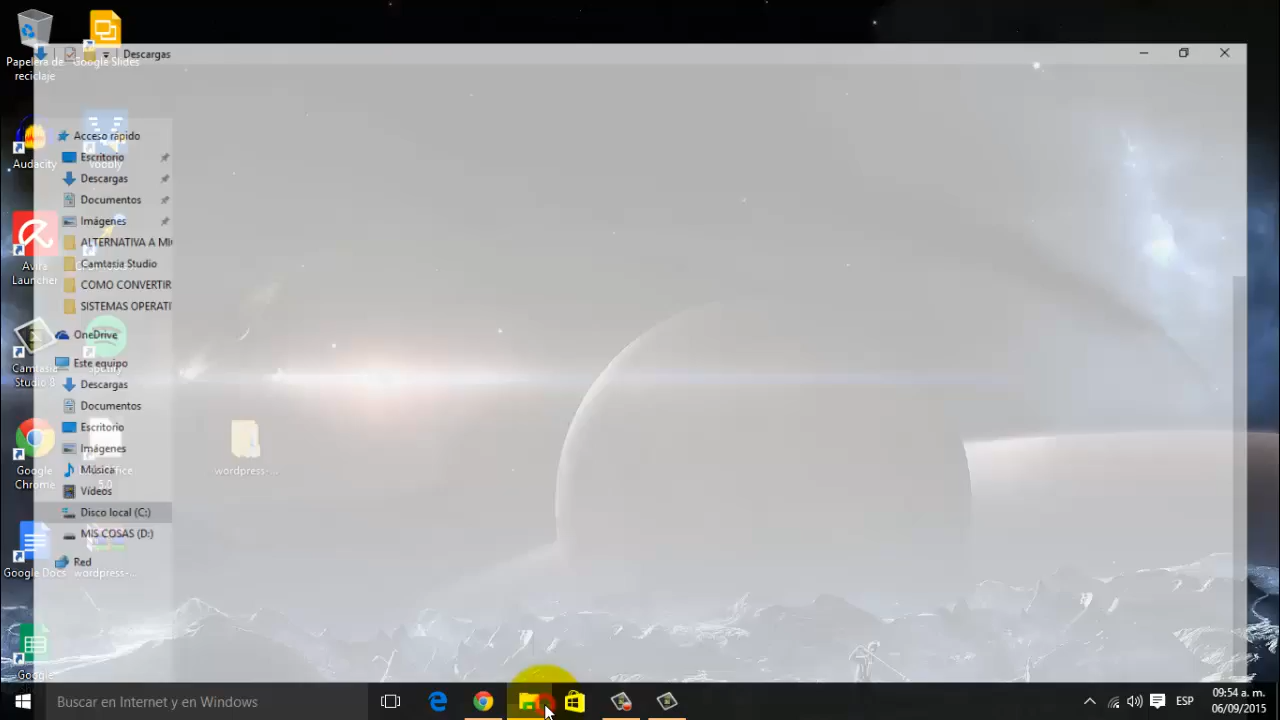 Descargas
Papelera de
reciclaje
Google Slides
Audacity
Avira
Launcher
Camtasia
Studio 8
Spotify
Google
Chrome
5.0
Google Docs
wordpress-...
Google
Acceso rápido
Escritorio
Descargas
Documentos
Imágenes
ALTERNATIVA A MI
Camtasia Studio
COMO CONVERTIR
SISTEMAS OPERATI
OneDrive
Este equipo
Descargas
Documentos
Escritorio
Imágenes
Música
Vídeos
Disco local (C:)
MIS COSAS (D:)
Red
wordpress-...
Buscar en Internet y en Windows
ESP
09:54 a. m.
06/09/2015